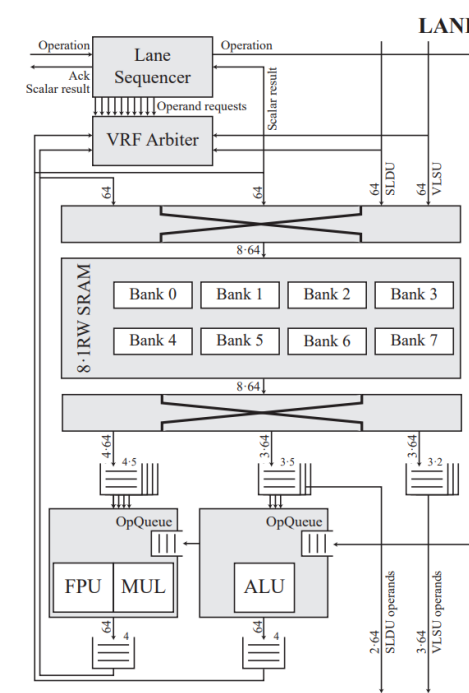 LANE
Operation
Operation
Lane
Sequencer
Ack
Scalar result
Operand requests
Scalar result
VRF Arbiter
64
64
64
SLDU
64
VLSU
8·64
8·1RW SRAM
Bank 0
Bank 1
Bank 2
Bank 3
Bank 4
Bank 5
Bank 6
Bank 7
8·64
4·64
3·64
3·64
4·5
3·5
3·2
OpQueue
OpQueue
FPU
MUL
ALU
64
4
64
4
2·64
SLDU operands
3·64
VLSU operands